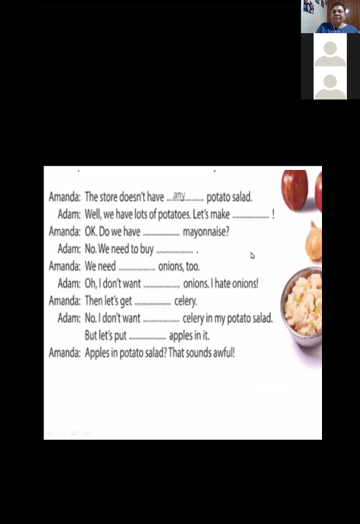 Amanda: The store doesn't have ...any... potato salad.
Adam: Well, we have lots of potatoes. Let's make .................. !
Amanda: OK. Do we have .................. mayonnaise?
Adam: No. We need to buy .................. .
Amanda: We need .................. onions, too.
Adam: Oh, I don't want .................. onions. I hate onions!
Amanda: Then let's get .................. celery.
Adam: No. I don't want .................. celery in my potato salad.
But let's put .................. apples in it.
Amanda: Apples in potato salad? That sounds awful!